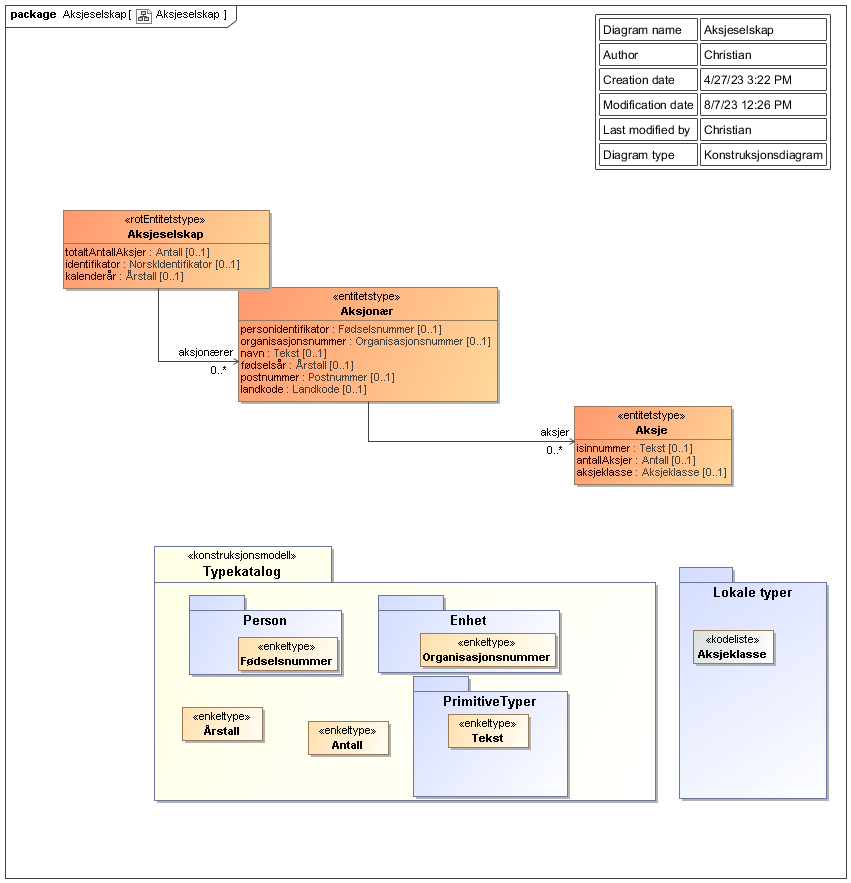 package Aksjeselskap[ Aksjeselskap ]
Diagram name Aksjeselskap
Author Christian
Creation date 4/27/23 3:22 PM
Modification date 8/7/23 12:26 PM
Last modified by Christian
Diagram type Konstruksjonsdiagram
«rotEntitetstype»
Aksjeselskap
totaltAntallAksjer : Antall [0..1]
identifikator : NorskIdentifikator [0..1]
kalenderår : Årstall [0..1]
«entitetstype»
Aksjonær
personidentifikator : Fødselsnummer [0..1]
organisasjonsnummer : Organisasjonsnummer [0..1]
navn : Tekst [0..1]
fødselsår : Årstall [0..1]
postnummer : Postnummer [0..1]
landkode : Landkode [0..1]
aksjonærer
0..*
«entitetstype»
Aksje
isinnummer : Tekst [0..1]
antallAksjer : Antall [0..1]
aksjeklasse : Aksjeklasse [0..1]
aksjer
0..*
«konstruksjonsmodell»
Typekatalog
Person
«enkeltype»
Fødselsnummer
Enhet
«enkeltype»
Organisasjonsnummer
PrimitiveTyper
«enkeltype»
Tekst
«enkeltype»
Årstall
«enkeltype»
Antall
Lokale typer
«kodeliste»
Aksjeklasse